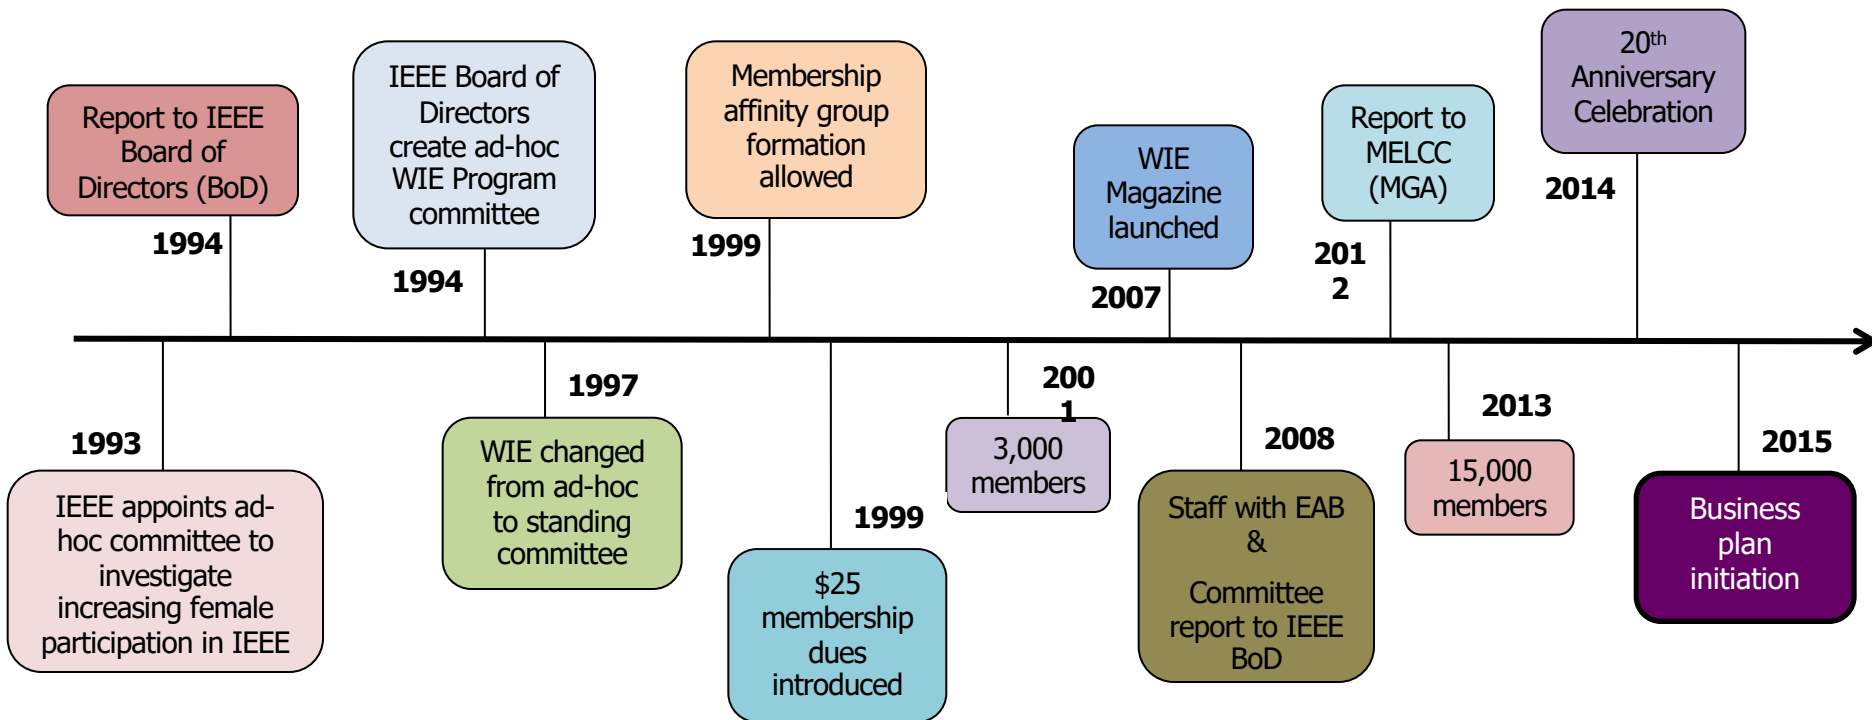 Report to IEEE
Board of
Directors (BoD)
1994
IEEE Board of
Directors
create ad-hoc
WIE Program
committee
1994
Membership
affinity group
formation
allowed
1999
WIE
Magazine
launched
2007
Report to
MELCC
(MGA)
201
2
20th
Anniversary
Celebration
2014
1993
IEEE appoints ad-
hoc committee to
investigate
increasing female
participation in IEEE
1997
WIE changed
from ad-hoc
to standing
committee
1999
$25
membership
dues
introduced
200
1
3,000
members
2008
Staff with EAB
&
Committee
report to IEEE
BoD
2013
15,000
members
2015
Business
plan
initiation